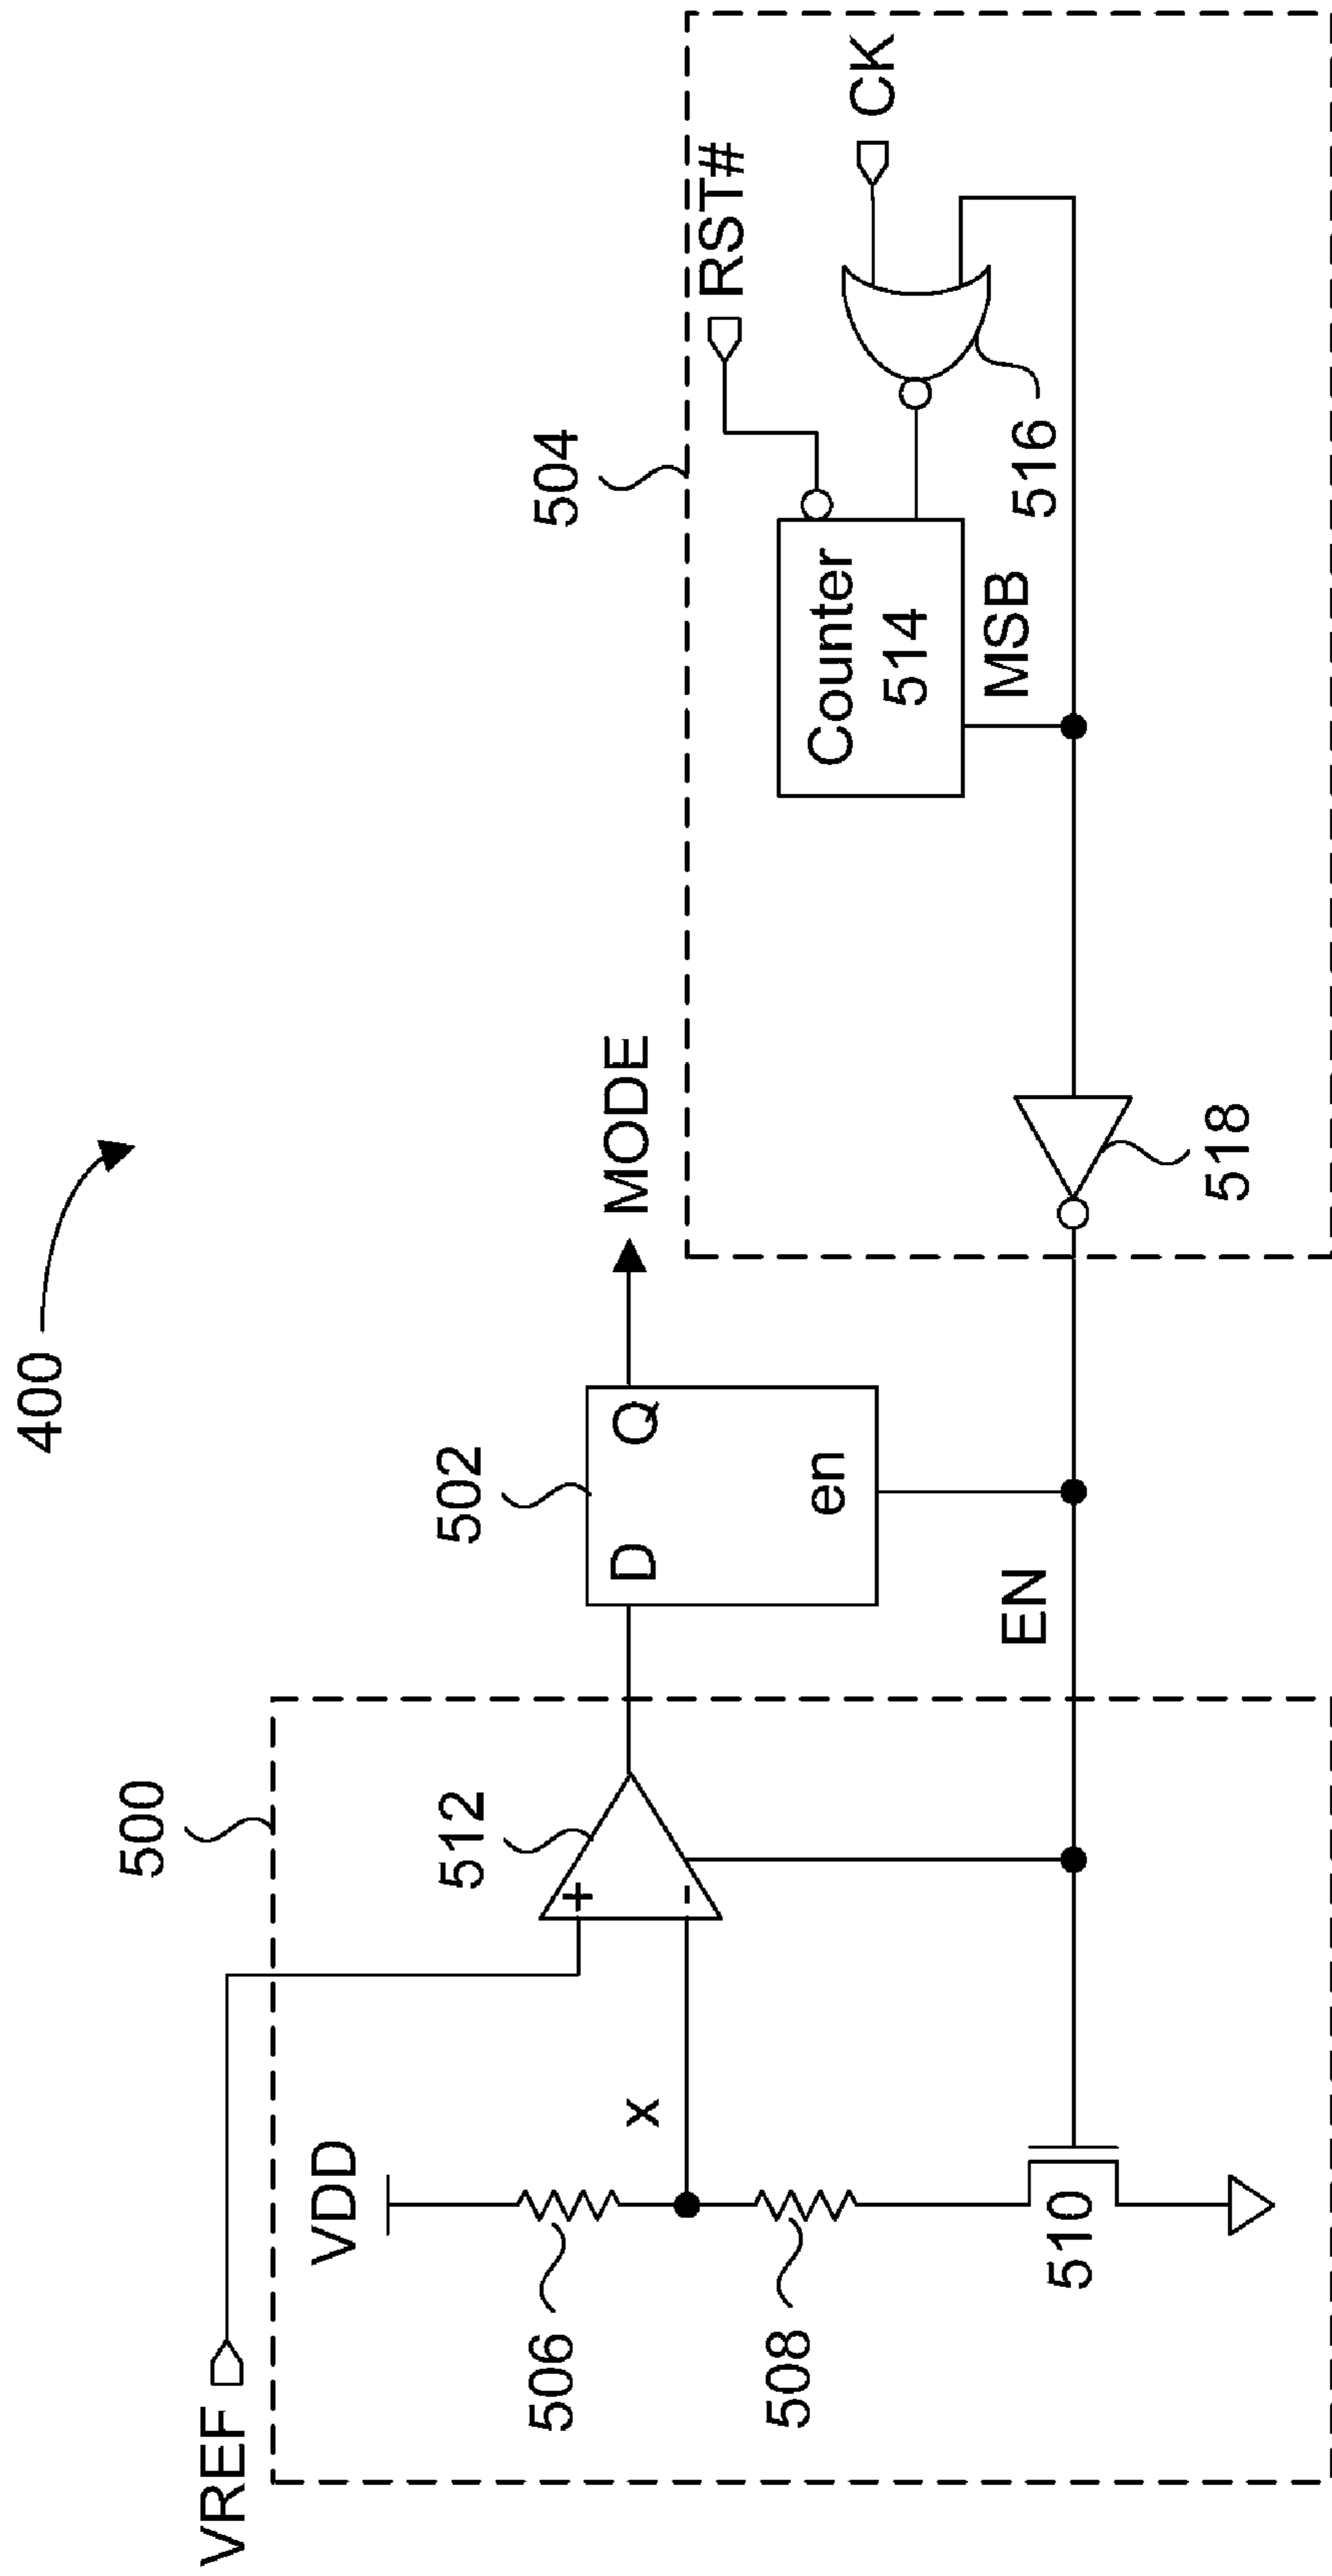 400
500
VREF
VDD
506
508
x
+
-
512
510
502
D
Q
en
EN
MODE
504
RST#
CK
Counter
514
MSB
516
518